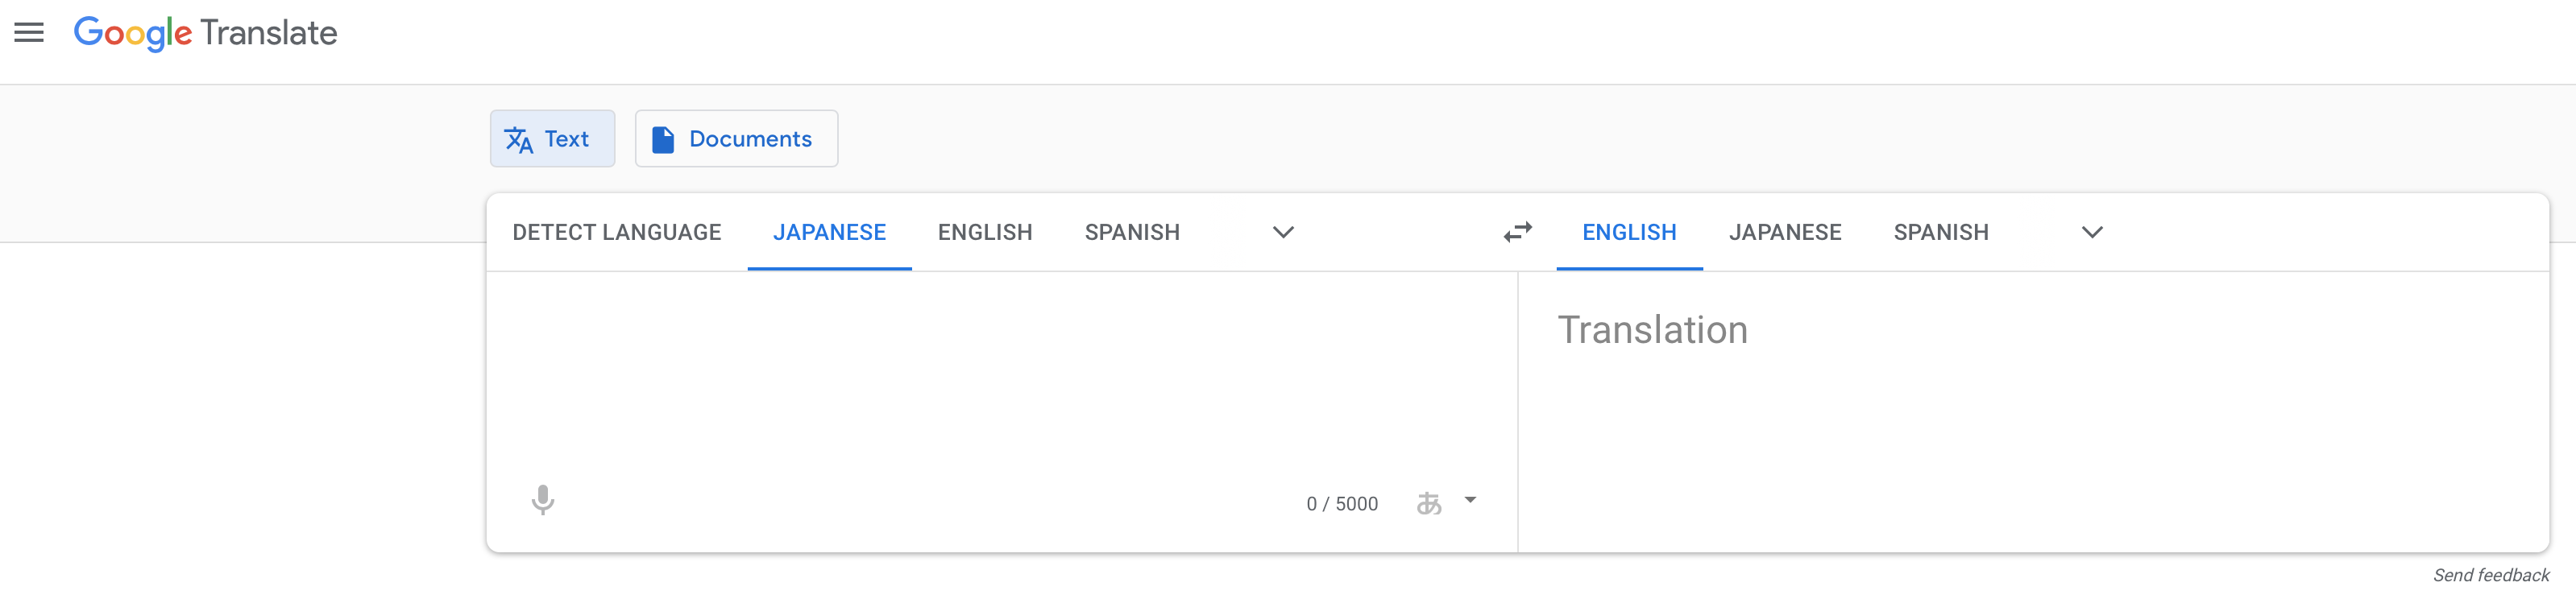 Google Translate
Text Documents
DETECT LANGUAGE JAPANESE ENGLISH SPANISH ENGLISH JAPANESE SPANISH
Translation
0 / 5000 あ
Send feedback